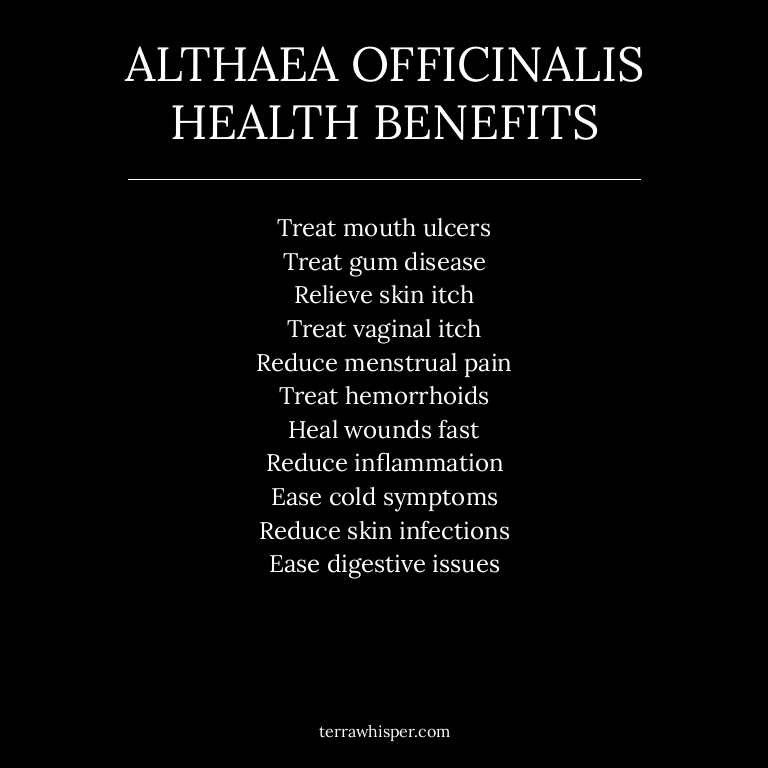 ALTHAEA OFFICINALIS
HEALTH BENEFITS
Treat mouth ulcers
Treat gum disease
Relieve skin itch
Treat vaginal itch
Reduce menstrual pain
Treat hemorrhoids
Heal wounds fast
Reduce inflammation
Ease cold symptoms
Reduce skin infections
Ease digestive issues
terrawhisper.com